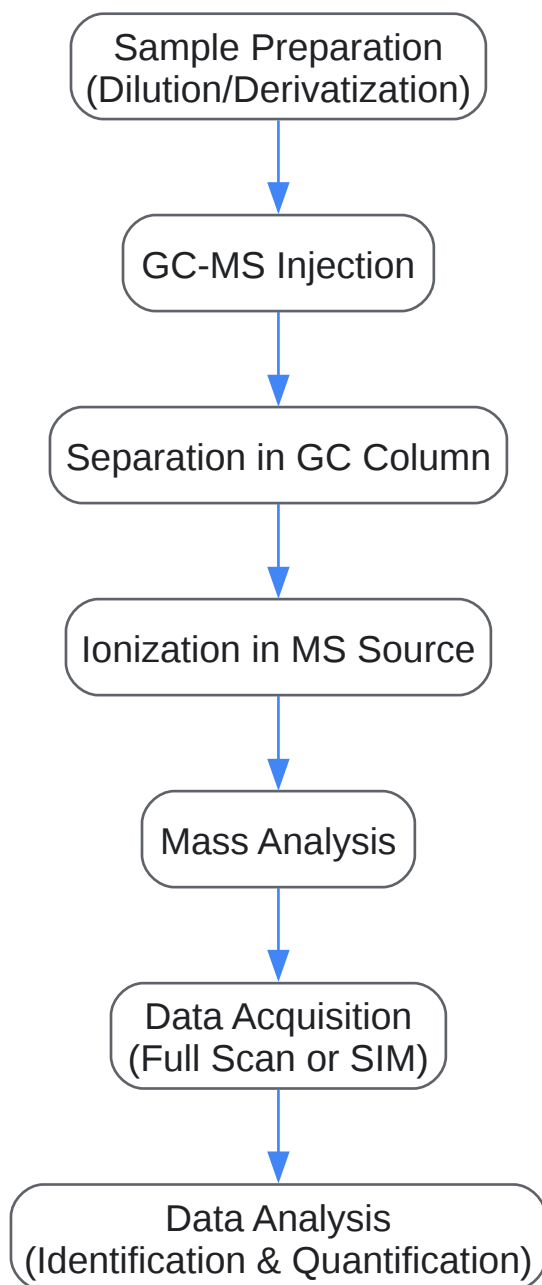 Sample Preparation
(Dilution/Derivatization)
GC-MS Injection
Separation in GC Column
Ionization in MS Source
Mass Analysis
Data Acquisition
(Full Scan or SIM)
Data Analysis
(Identification & Quantification)